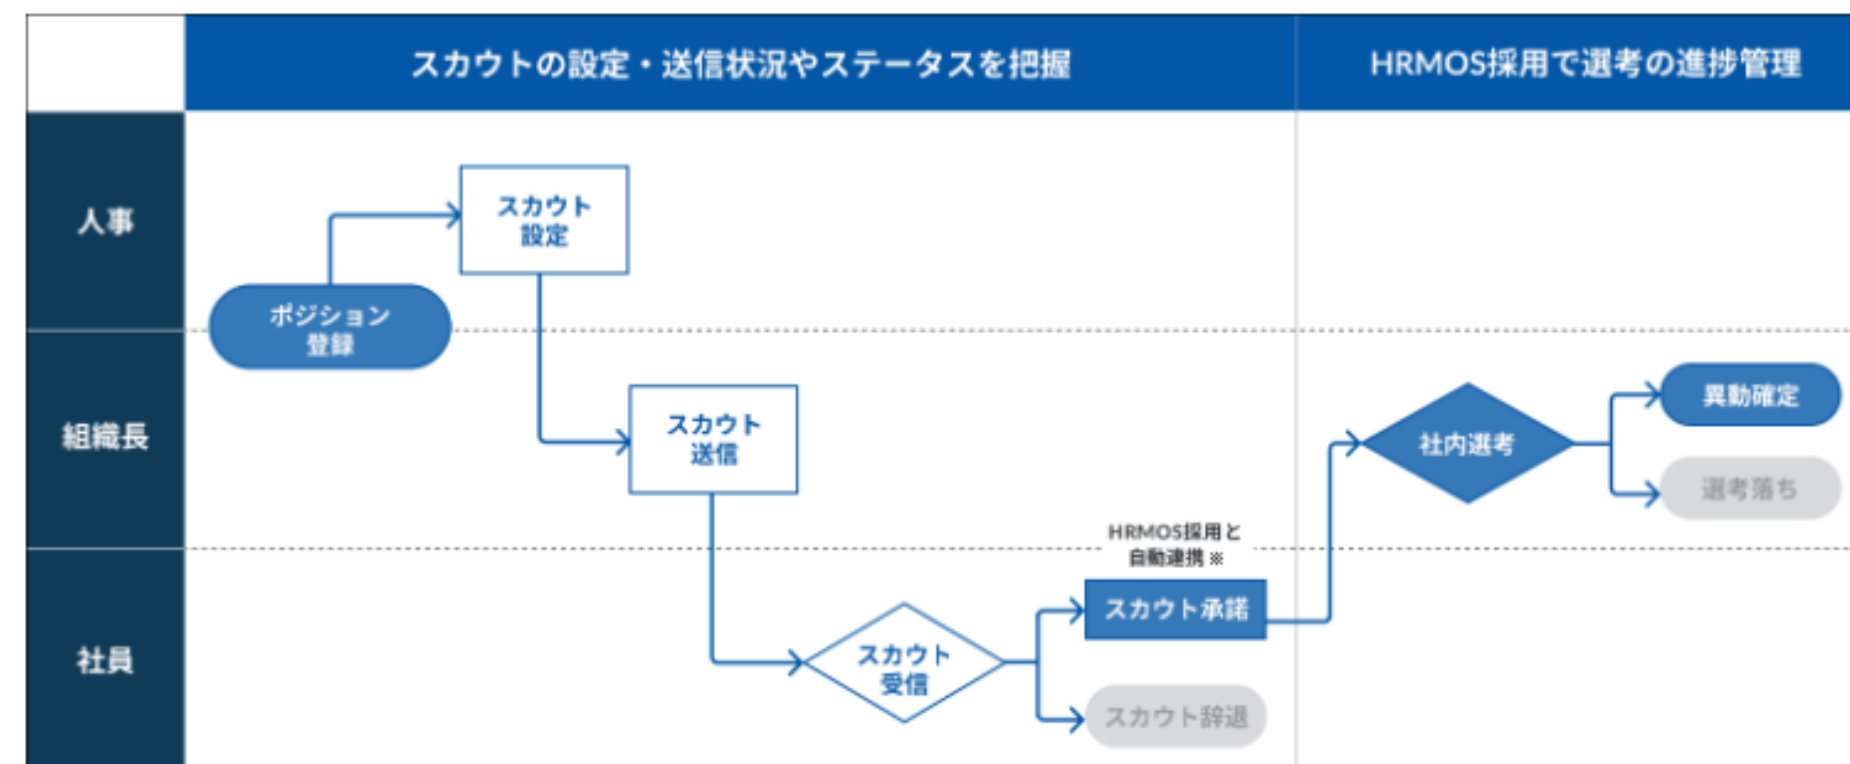 スカウトの設定・送信状況やステータスを把握
HRMOS採用で選考の進捗管理
人事
スカウト
設定
ポジション
登録
組織長
スカウト
送信
社内選考
異動確定
選考落ち
HRMOS採用と
自動連携 ※
社員
スカウト
受信
スカウト承諾
スカウト辞退